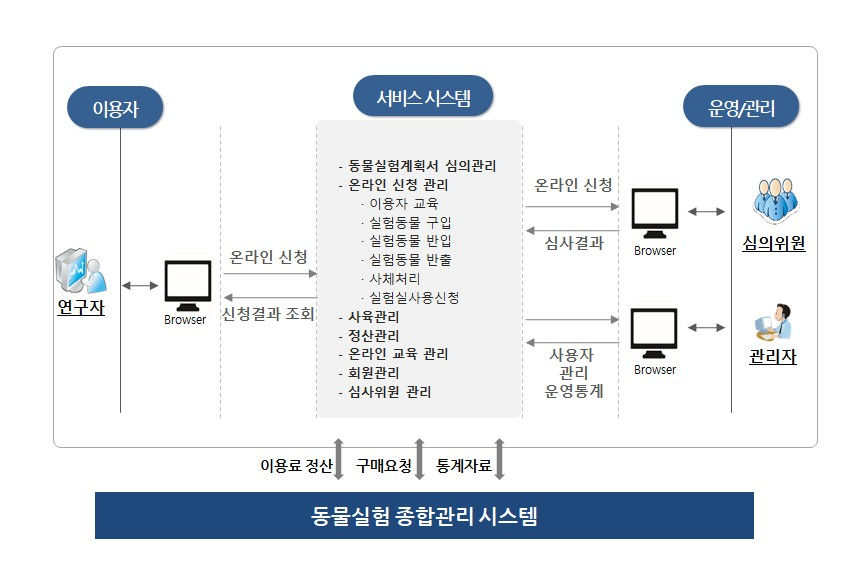 이용자
서비스 시스템
운영/관리
- 동물실험계획서 심의관리
- 온라인 신청 관리
· 이용자 교육
· 실험동물 구입
· 실험동물 반입
· 실험동물 반출
· 사체처리
· 실험실사용신청
- 사육관리
- 정산관리
- 온라인 교육 관리
- 회원관리
- 심사위원 관리
연구자
Browser
온라인 신청
신청결과 조회
온라인 신청
심사결과
Browser
심의위원
사용자
관리
운영통계
Browser
관리자
이용료 정산
구매요청
통계자료
동물실험 종합관리 시스템